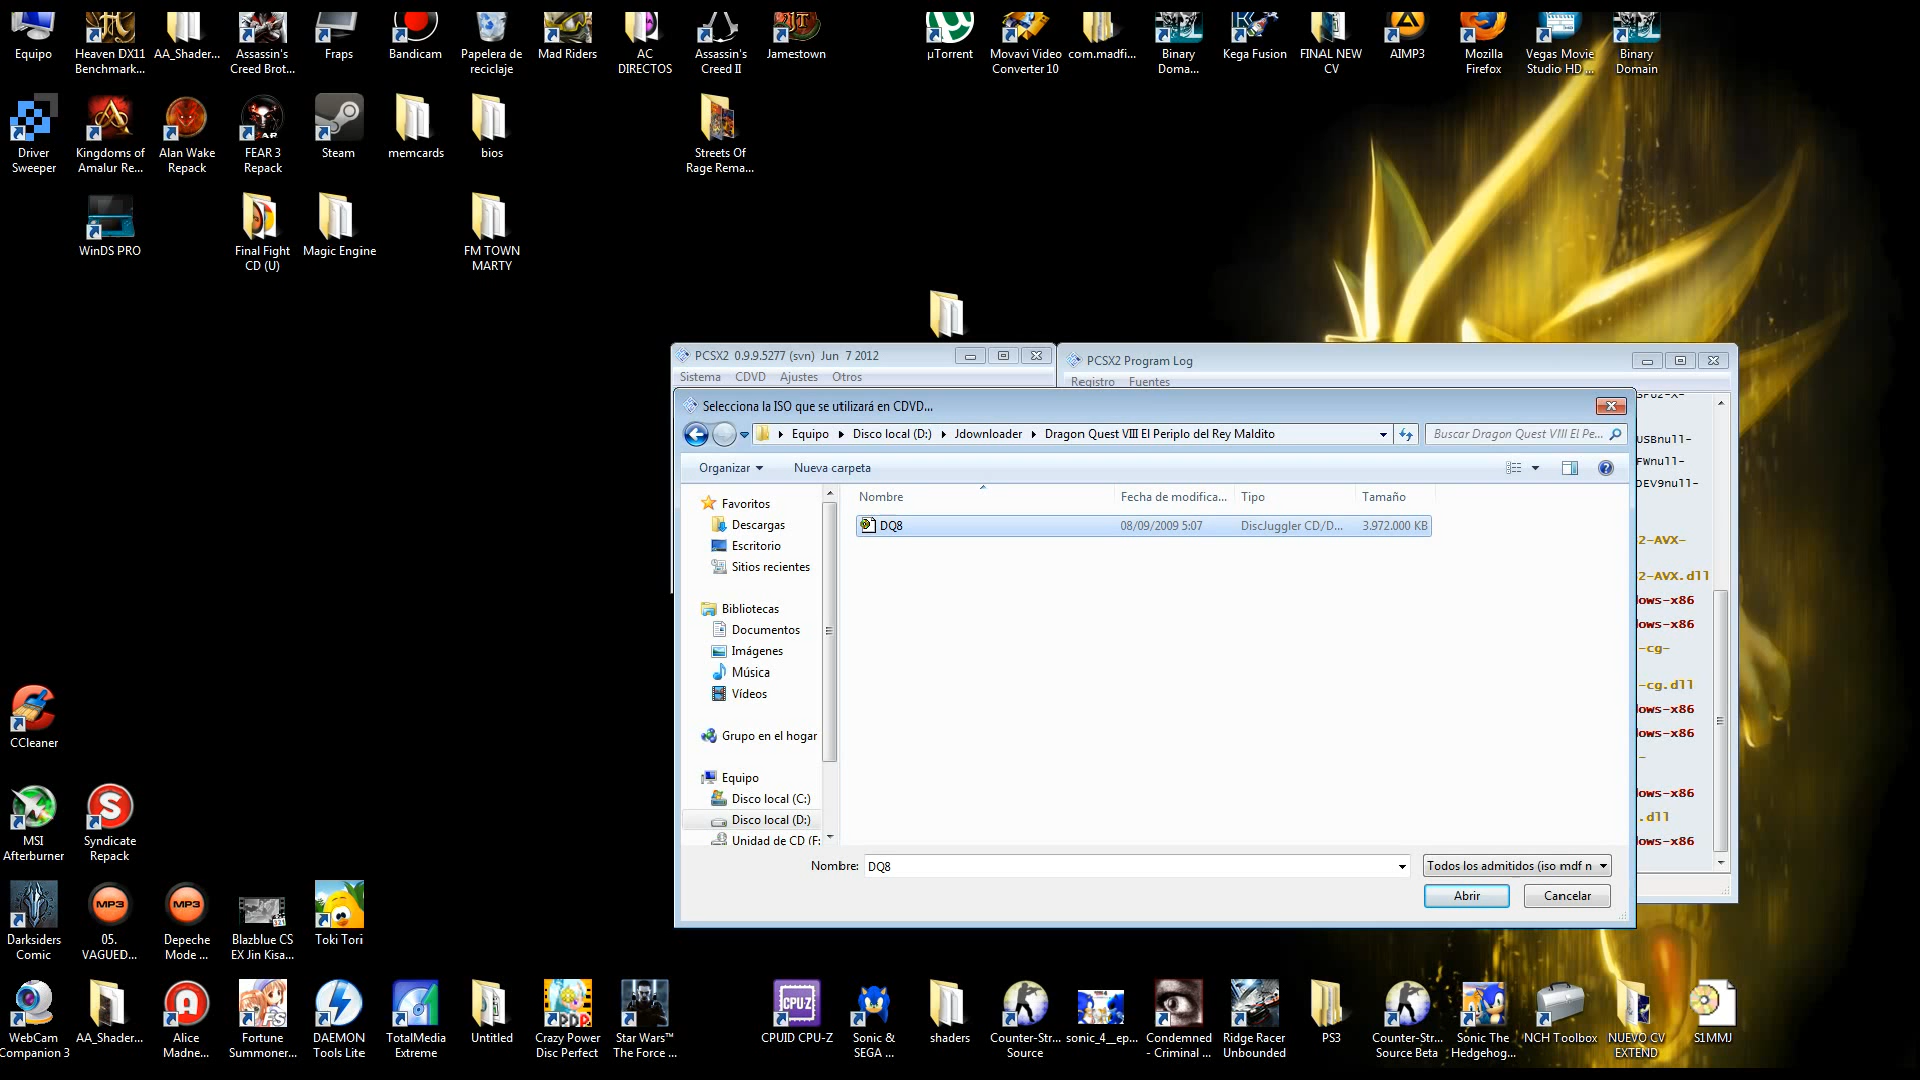 Equipo
Heaven DX11
Benchmark...
AA_Shader...
Assassin's
Creed Brot...
Fraps
Bandicam
Papelera de
reciclaje
Mad Riders
AC
DIRECTOS
Assassin's
Creed II
Jamestown
µTorrent
Movavi Video
Converter 10
com.madfi...
Binary
Doma...
Kega Fusion
FINAL NEW
CV
AIMP3
Mozilla
Firefox
Vegas Movie
Studio HD ...
Binary
Domain
Driver
Sweeper
Kingdoms of
Amalur Re...
Alan Wake
Repack
FEAR 3
Repack
Steam
memcards
bios
Streets Of
Rage Rema...
WinDS PRO
Final Fight
CD (U)
Magic Engine
FM TOWN
MARTY
PCSX2 0.9.9.5277 (svn) Jun 7 2012
Sistema CDVD Ajustes Otros
PCSX2 Program Log
Registro Fuentes
Selecciona la ISO que se utilizará en CDVD...
Equipo Disco local (D:) Jdownloader Dragon Quest VIII El Periplo del Rey Maldito
Buscar Dragon Quest VIII El Pe...
Organizar Nueva carpeta
Nombre Fecha de modifica... Tipo Tamaño
DQ8 08/09/2009 5:07 DiscJuggler CD/D... 3.972.000 KB
Favoritos
Descargas
Escritorio
Sitios recientes
Bibliotecas
Documentos
Imágenes
Música
Vídeos
Grupo en el hogar
Equipo
Disco local (C:)
Disco local (D:)
Unidad de CD (F:
USBnull-
FWnull-
DEV9null-
2-AVX-
2-AVX.dll
dows-x86
dows-x86
-cg-
-cg.dll
dows-x86
dows-x86
-
dows-x86
.dll
dows-x86
Nombre: DQ8
Todos los admitidos (iso mdf n
Abrir Cancelar
CCleaner
MSI
Afterburner
Syndicate
Repack
Darksiders
Comic
MP3
05.
VAGUED...
MP3
Depeche
Mode ...
Blazblue CS
EX Jin Kisa...
Toki Tori
WebCam
Companion 3
AA_Shader...
Alice
Madne...
Fortune
Summoner...
DAEMON
Tools Lite
TotalMedia
Extreme
Untitled
Crazy Power
Disc Perfect
Star Wars™
The Force ...
CPU-Z
CPUID CPU-Z
Sonic &
SEGA ...
shaders
Counter-Str...
Source
sonic_4__ep...
Condemned
- Criminal ...
Ridge Racer
Unbounded
PS3
Counter-Str...
Source Beta
Sonic The
Hedgehog...
NCH Toolbox
NUEVO CV
EXTEND
S1MMJ